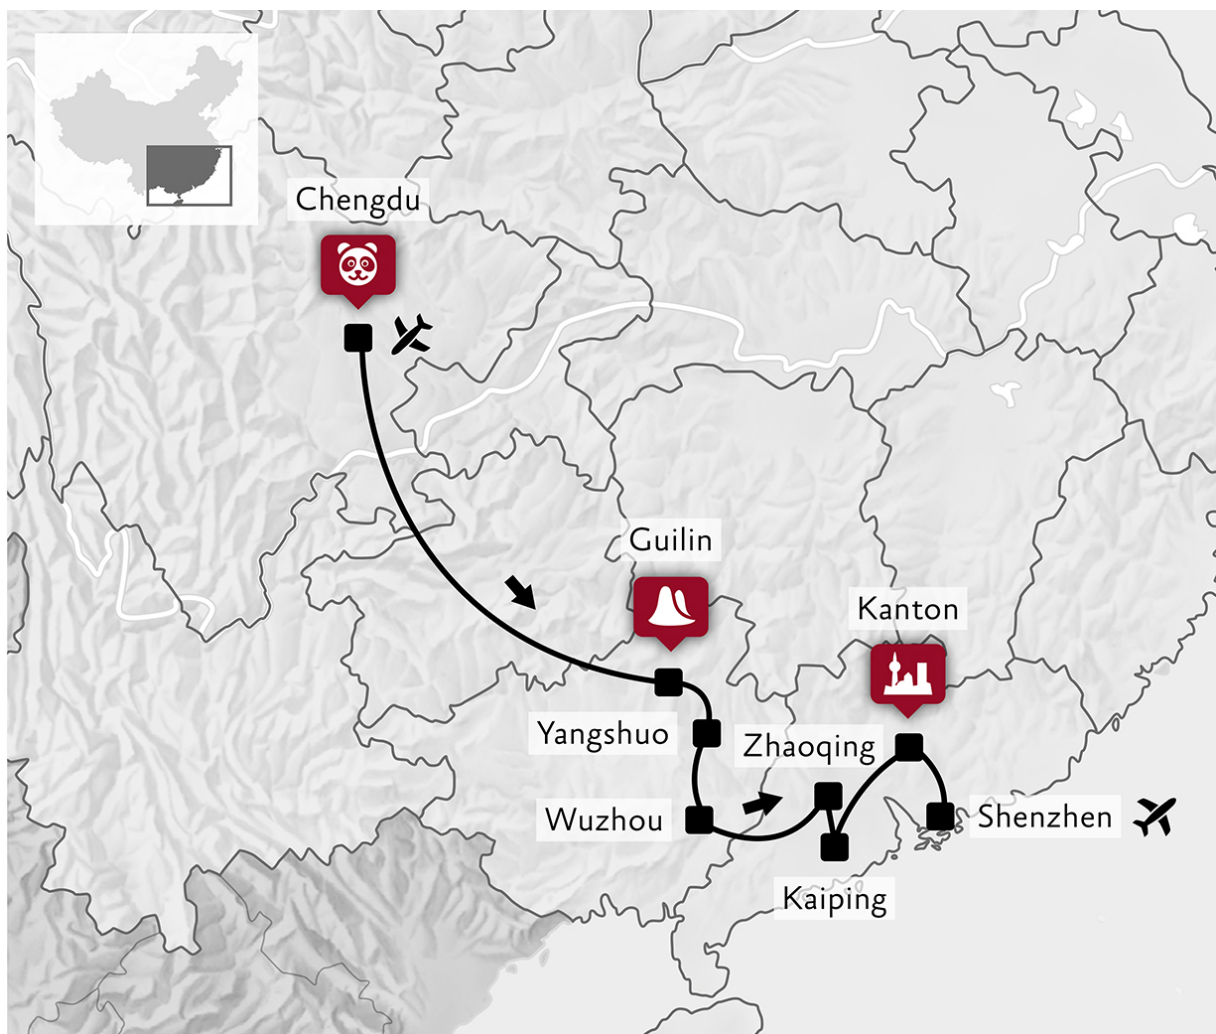 Chengdu
Guilin
Kanton
Yangshuo
Zhaoqing
Wuzhou
Shenzhen
Kaiping